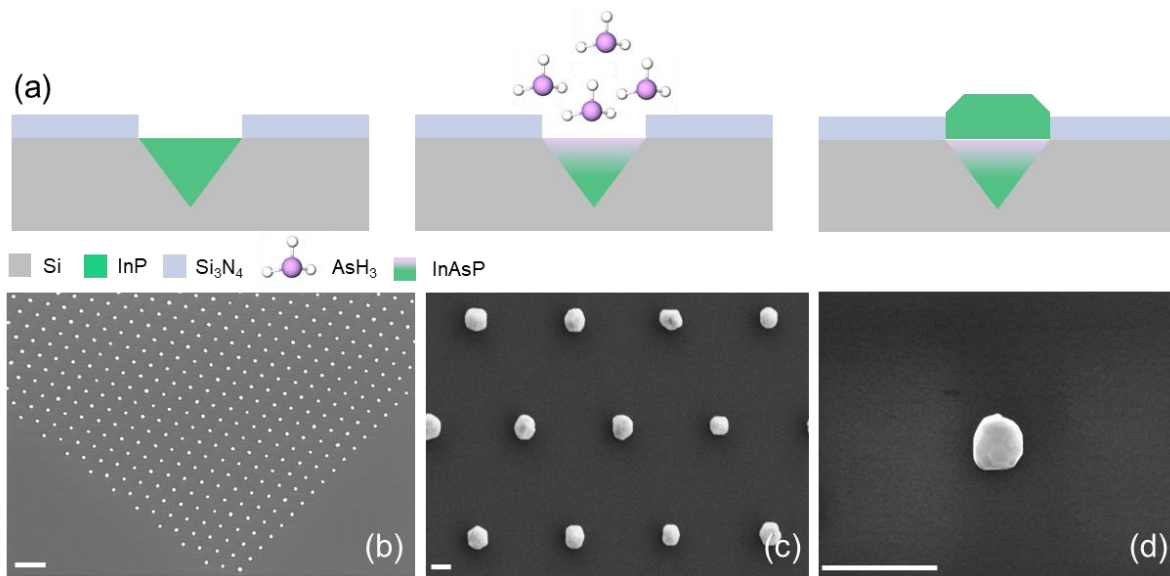 (a)
Si InP Si₃N₄ AsH₃ InAsP
(b) (c) (d)